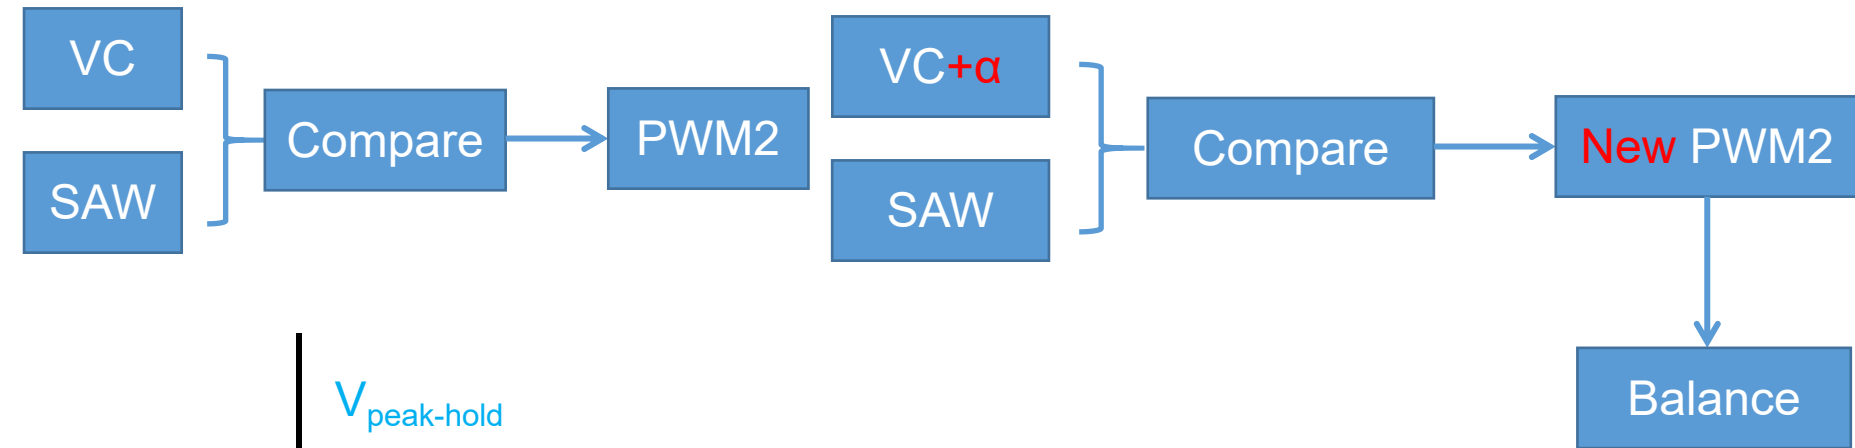 VC
SAW
Compare
PWM2
VC+α
SAW
Compare
New PWM2
Balance
Vpeak-hold